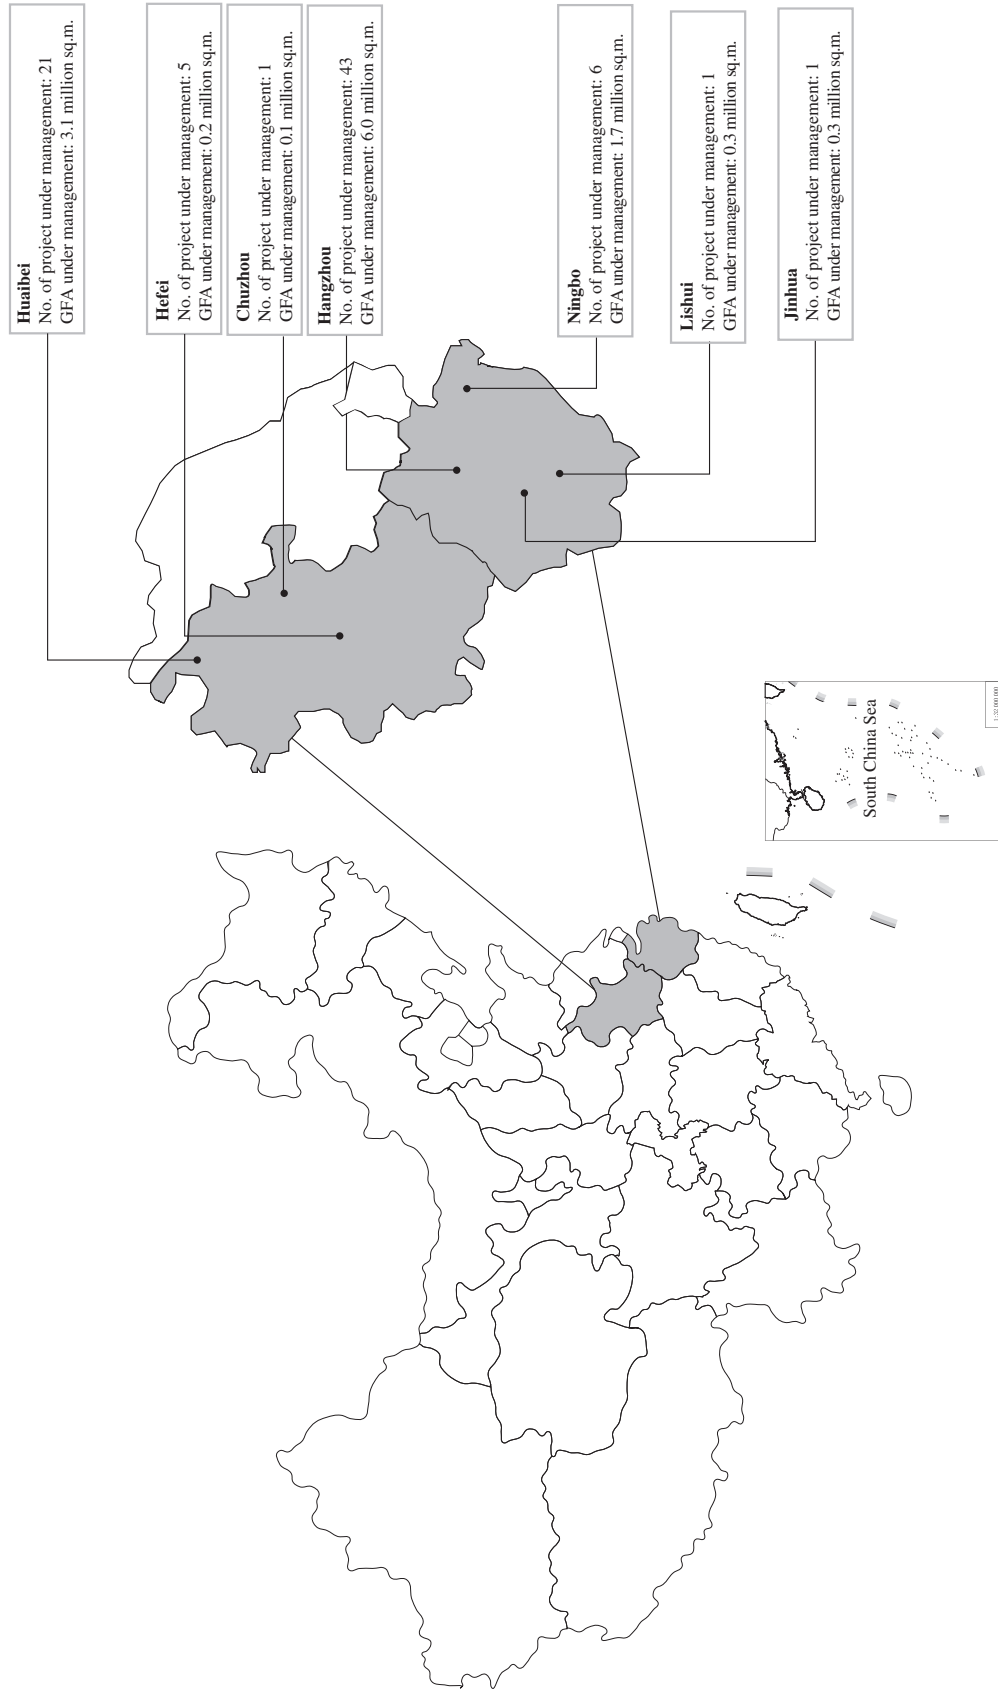 Huaibei
No. of project under management: 21
GFA under management: 3.1 million sq.m.
Hefei
No. of project under management: 5
GFA under management: 0.2 million sq.m.
Chuzhou
No. of project under management: 1
GFA under management: 0.1 million sq.m.
Hangzhou
No. of project under management: 43
GFA under management: 6.0 million sq.m.
Ningbo
No. of project under management: 6
GFA under management: 1.7 million sq.m.
Lishui
No. of project under management: 1
GFA under management: 0.3 million sq.m.
Jinhua
No. of project under management: 1
GFA under management: 0.3 million sq.m.
South China Sea
1:32 000 000